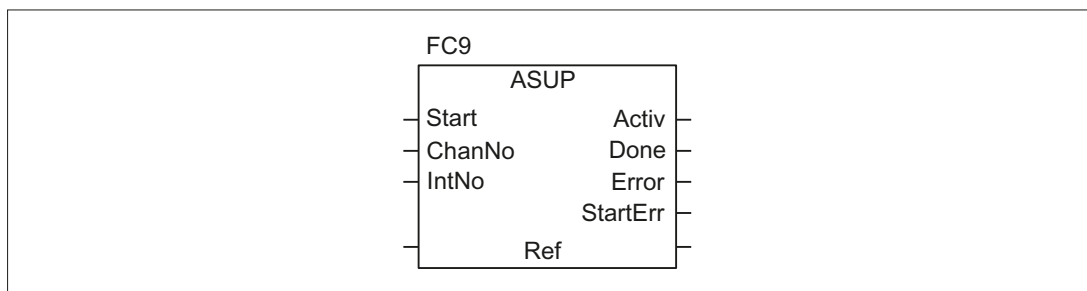 FC9
ASUP
Start Activ
ChanNo Done
IntNo Error
StartErr
Ref